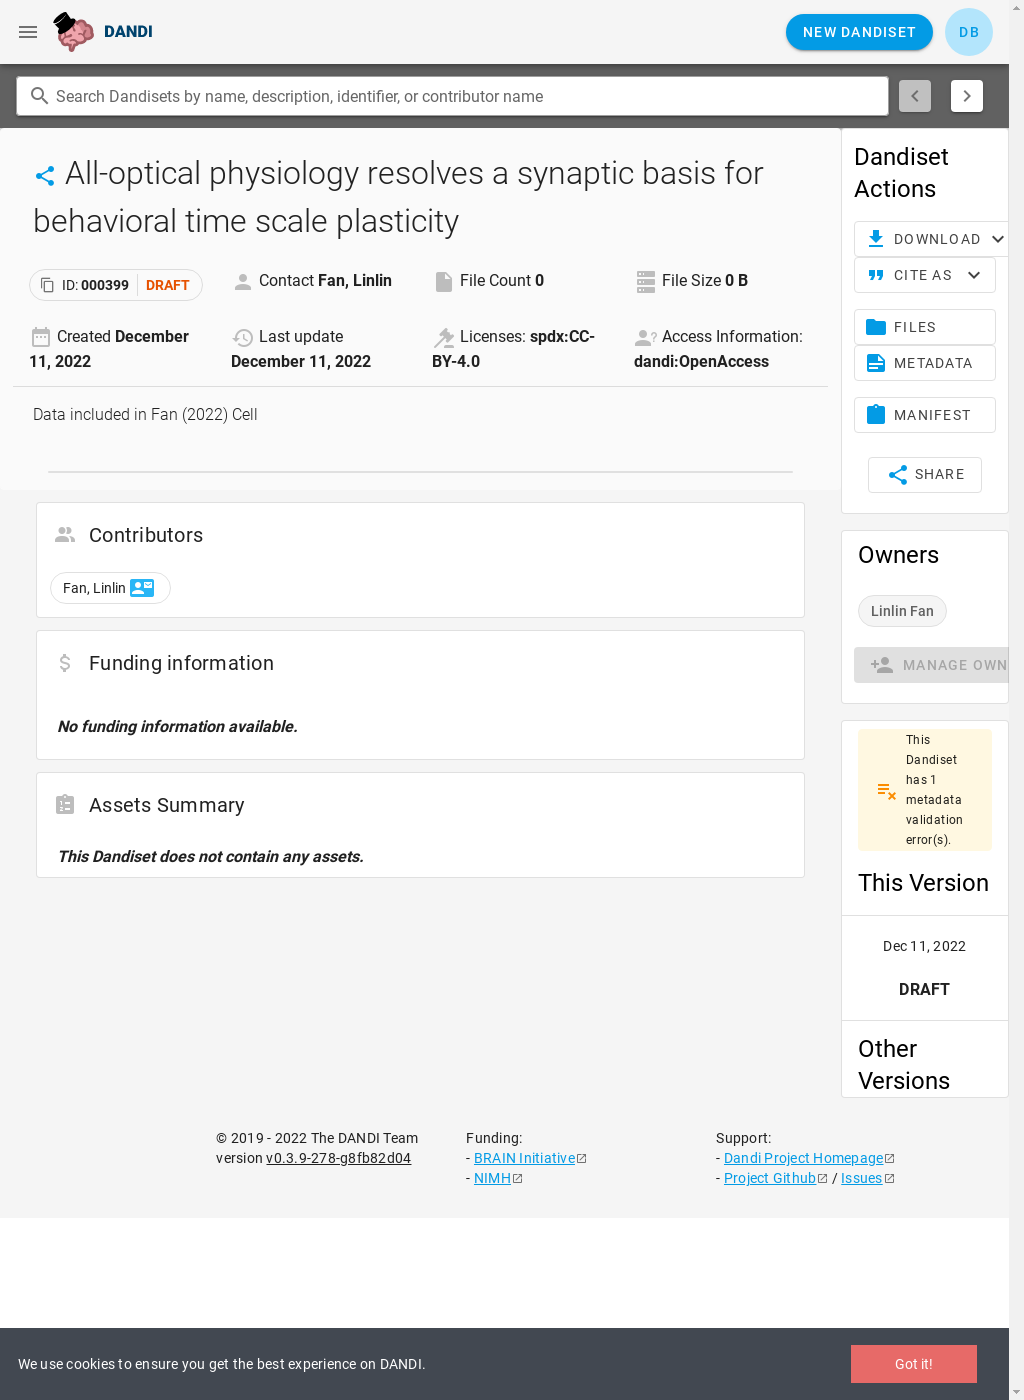 DANDI
NEW DANDISET
DB
Search Dandisets by name, description, identifier, or contributor name
All-optical physiology resolves a synaptic basis for
behavioral time scale plasticity
ID: 000399 DRAFT
Contact Fan, Linlin
File Count 0
File Size 0 B
Created December
11, 2022
Last update
December 11, 2022
Licenses: spdx:CC-
BY-4.0
Access Information:
dandi:OpenAccess
Data included in Fan (2022) Cell
Contributors
Fan, Linlin
Funding information
No funding information available.
Assets Summary
This Dandiset does not contain any assets.
Dandiset
Actions
DOWNLOAD
CITE AS
FILES
METADATA
MANIFEST
SHARE
Owners
Linlin Fan
MANAGE OWN
This
Dandiset
has 1
metadata
validation
error(s).
This Version
Dec 11, 2022
DRAFT
Other
Versions
© 2019 - 2022 The DANDI Team
version v0.3.9-278-g8fb82d04
Funding:
- BRAIN Initiative
- NIMH
Support:
- Dandi Project Homepage
- Project Github / Issues
We use cookies to ensure you get the best experience on DANDI.
Got it!